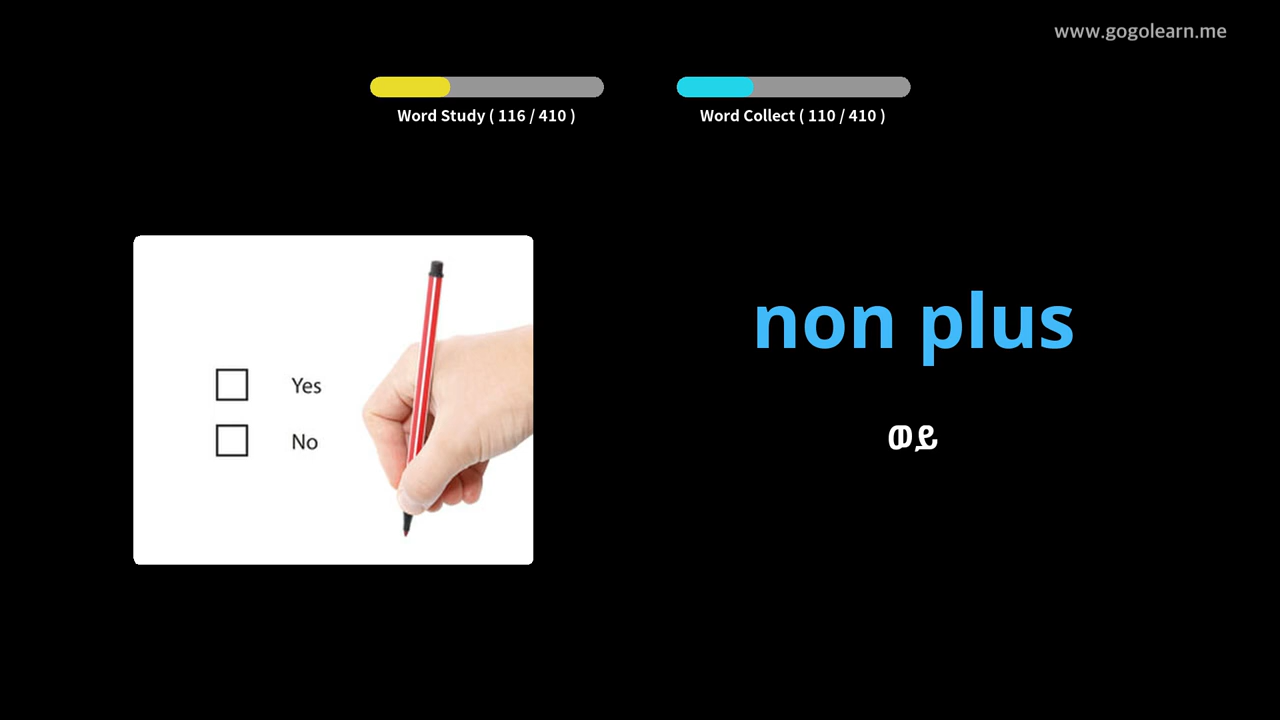 www.gogolearn.me
Word Study ( 116 / 410 )
Word Collect ( 110 / 410 )
Yes
No
non plus
ወይ